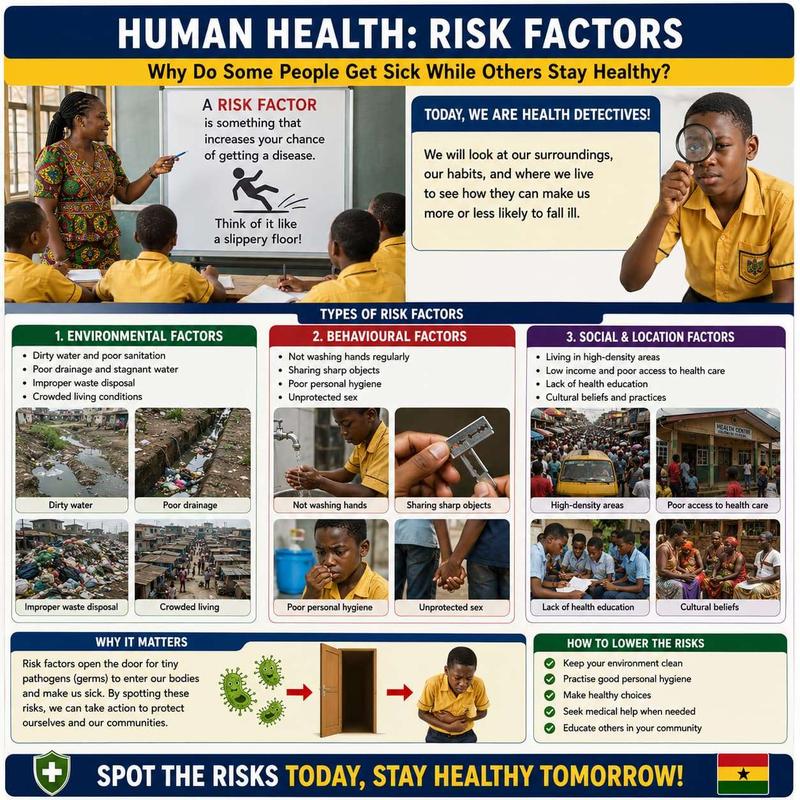 HUMAN HEALTH: RISK FACTORS
Why Do Some People Get Sick While Others Stay Healthy?
A RISK FACTOR
is something that
increases your chance
of getting a disease.
Think of it like
a slippery floor!
TODAY, WE ARE HEALTH DETECTIVES!
We will look at our surroundings,
our habits, and where we live
to see how they can make us
more or less likely to fall ill.
TYPES OF RISK FACTORS
1. ENVIRONMENTAL FACTORS
• Dirty water and poor sanitation
• Poor drainage and stagnant water
• Improper waste disposal
• Crowded living conditions
Dirty water
Poor drainage
Improper waste disposal
Crowded living
2. BEHAVIOURAL FACTORS
• Not washing hands regularly
• Sharing sharp objects
• Poor personal hygiene
• Unprotected sex
Not washing hands
Sharing sharp objects
Poor personal hygiene
Unprotected sex
3. SOCIAL & LOCATION FACTORS
• Living in high-density areas
• Low income and poor access to health care
• Lack of health education
• Cultural beliefs and practices
HEALTH CENTRE
High-density areas
Poor access to health care
Lack of health education
Cultural beliefs
WHY IT MATTERS
Risk factors open the door for tiny
pathogens (germs) to enter our bodies
and make us sick. By spotting these
risks, we can take action to protect
ourselves and our communities.
HOW TO LOWER THE RISKS
Keep your environment clean
Practise good personal hygiene
Make healthy choices
Seek medical help when needed
Educate others in your community
SPOT THE RISKS TODAY, STAY HEALTHY TOMORROW!